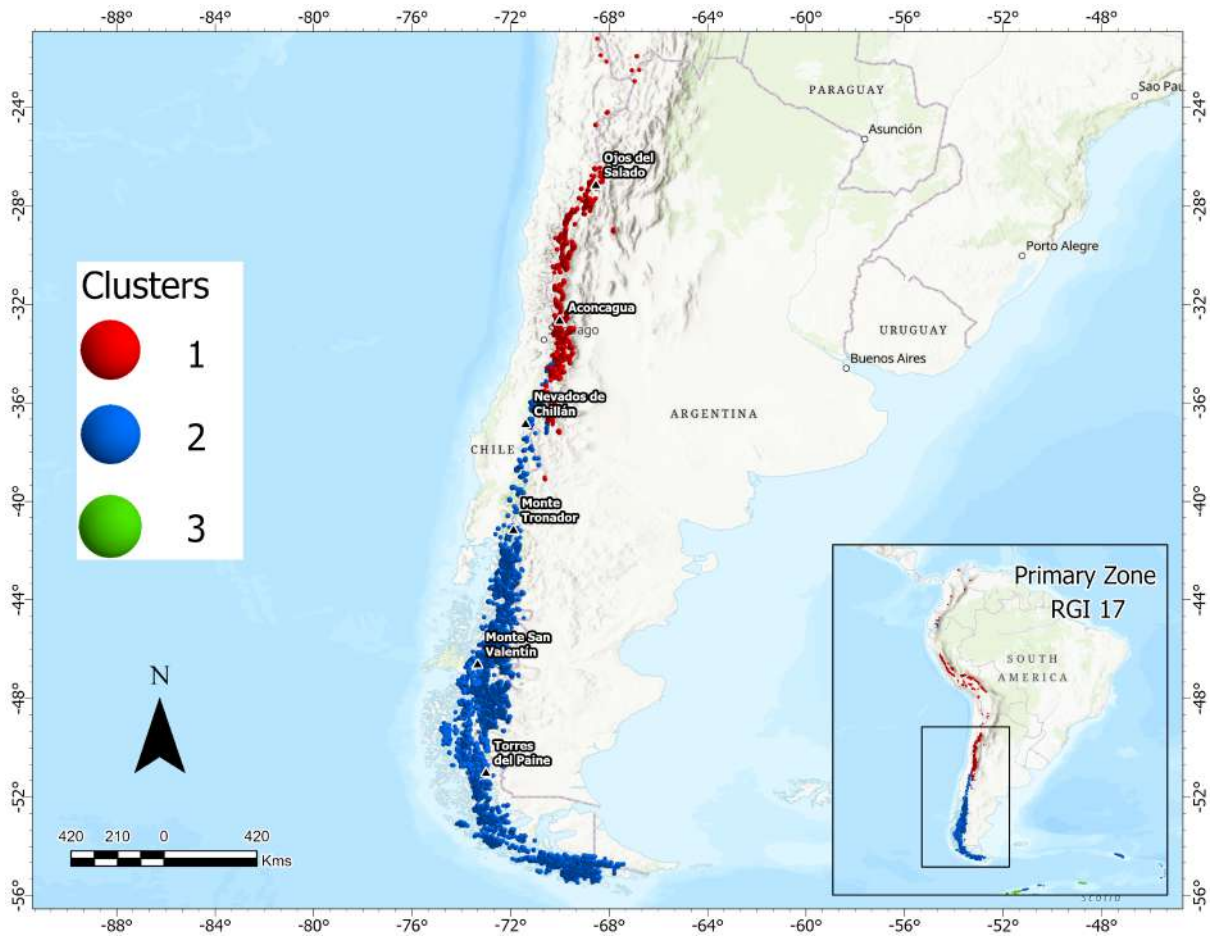 -88°
-84°
-80°
-76°
-72°
-68°
-64°
-60°
-56°
-52°
-48°
-24°
-28°
-32°
-36°
-40°
-44°
-48°
-52°
-56°
-24°
-28°
-32°
-36°
-40°
-44°
-48°
-52°
-56°
PARAGUAY
Sao Pau
Asunción
Ojos del
Salado
Porto Alegre
Clusters
1
2
3
Aconcagua
URUGUAY
Buenos Aires
Nevados de
Chillán
ARGENTINA
CHILE
Monte
Tronador
Monte San
Valentín
Torres
del Paine
N
420 210 0 420
Kms
Primary Zone
RGI 17
SOUTH
AMERICA
-88°
-84°
-80°
-76°
-72°
-68°
-64°
-60°
-56°
-52°
-48°